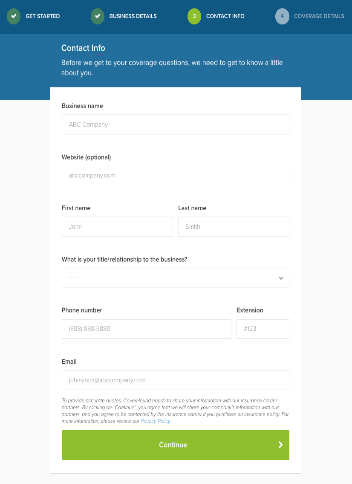 GET STARTED
BUSINESS DETAILS
3 CONTACT INFO
4 COVERAGE DETAILS
Contact Info
Before we get to your coverage questions, we need to get to know a little
about you.
Business name
ABC Company
Website (optional)
abccompany.com
First name Last name
John Smith
What is your title/relationship to the business?
Phone number Extension
(888) 888-8888 #123
Email
johnsmith@abccompany.com
To provide accurate quotes, CoverHound needs to share your information with our insurance carrier
partners. By clicking on "Continue", you agree that we will share your company's information with our
partners and you agree to be contacted by the insurance carrier if you purchase an insurance policy. For
more information, please review our Privacy Policy.
Continue